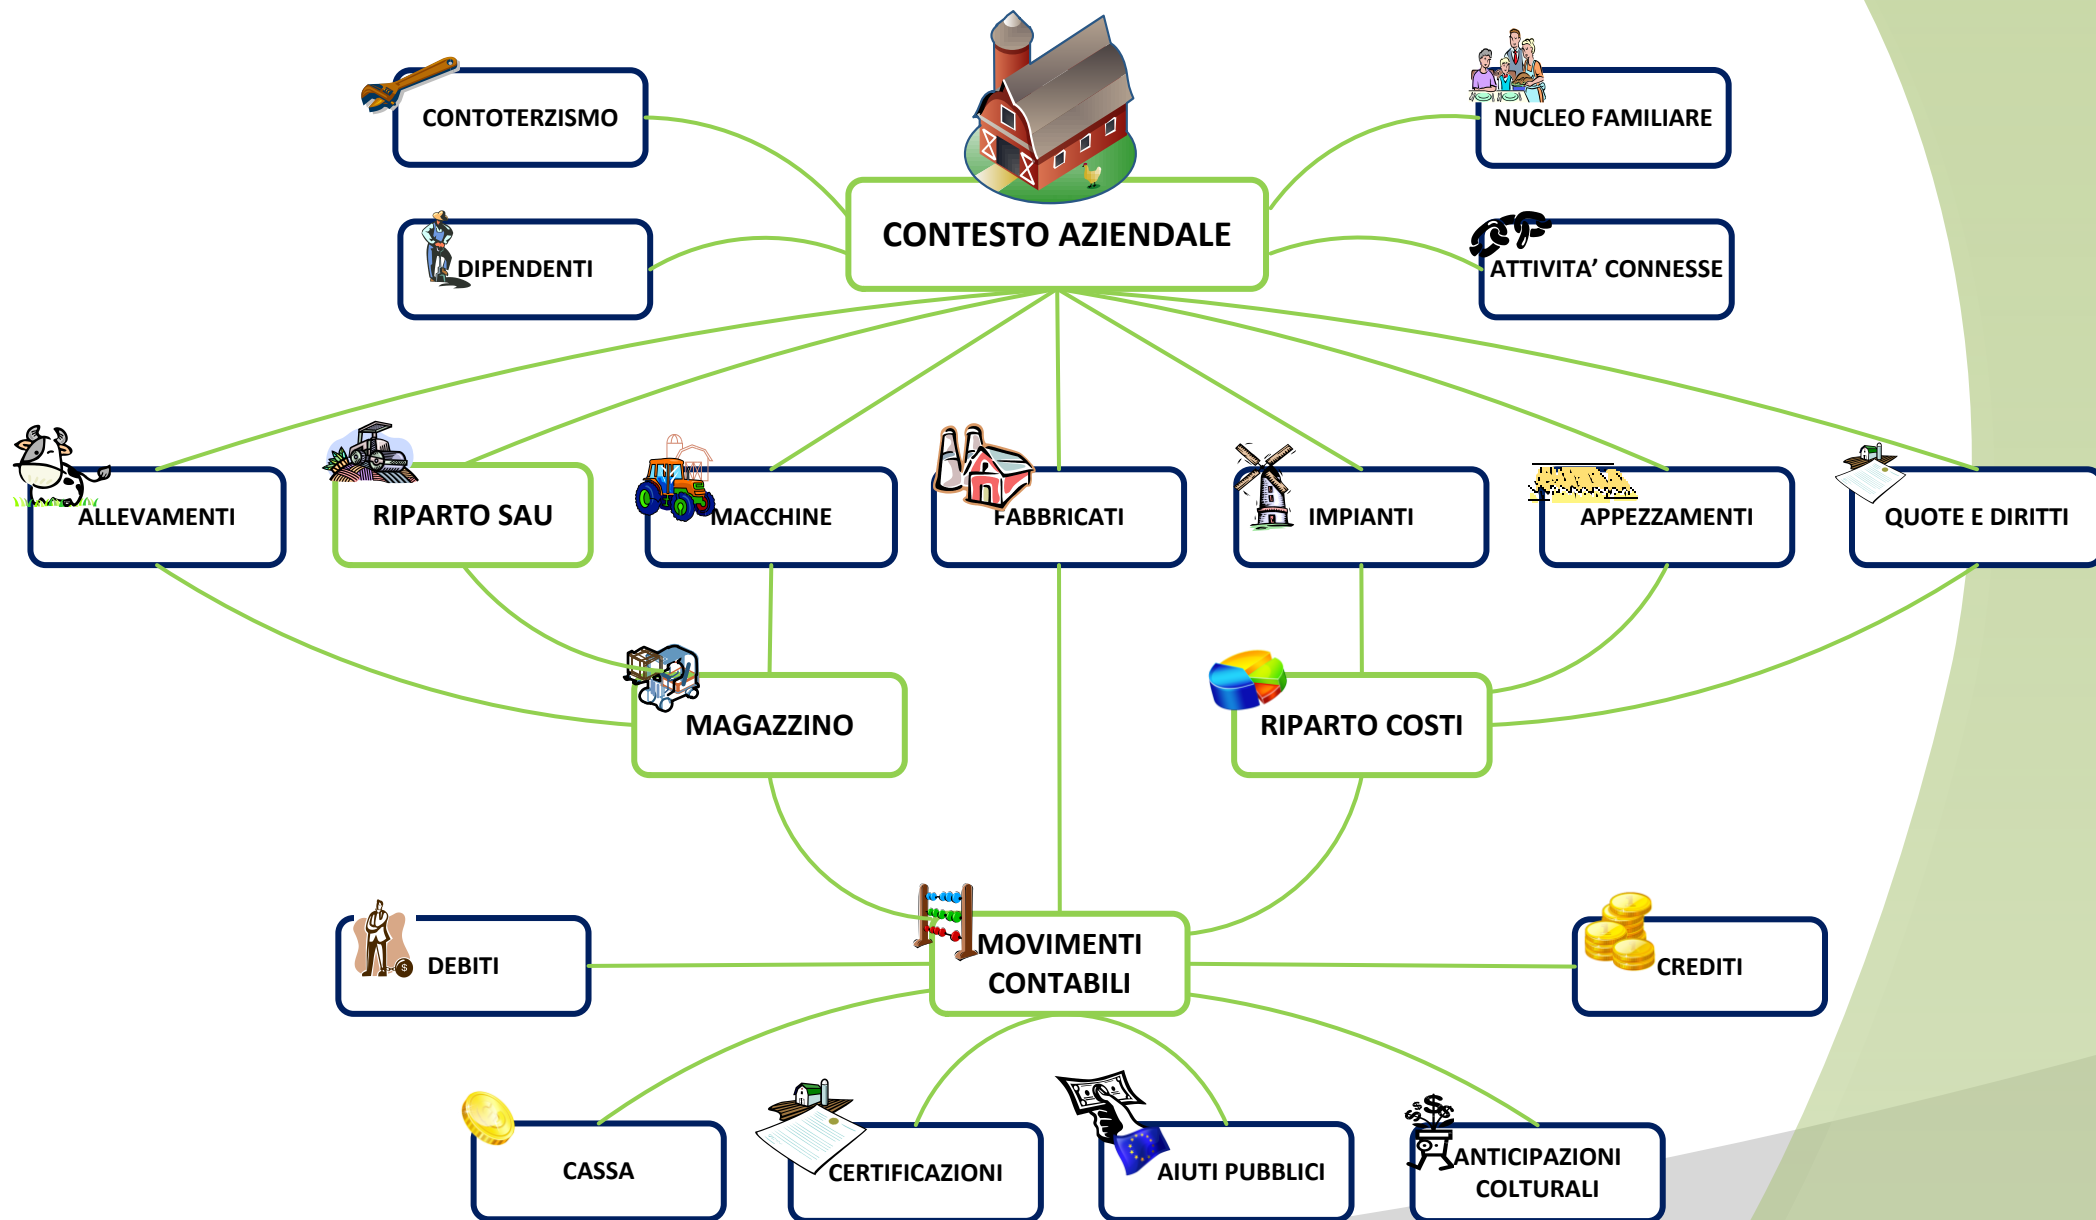 CONTOTERZISMO
NUCLEO FAMILIARE
CONTESTO AZIENDALE
DIPENDENTI
ATTIVITA’ CONNESSE
ALLEVAMENTI
RIPARTO SAU
MACCHINE
FABBRICATI
IMPIANTI
APPEZZAMENTI
QUOTE E DIRITTI
MAGAZZINO
RIPARTO COSTI
DEBITI
MOVIMENTI
CONTABILI
CREDITI
CASSA
CERTIFICAZIONI
AIUTI PUBBLICI
ANTICIPAZIONI
COLTURALI